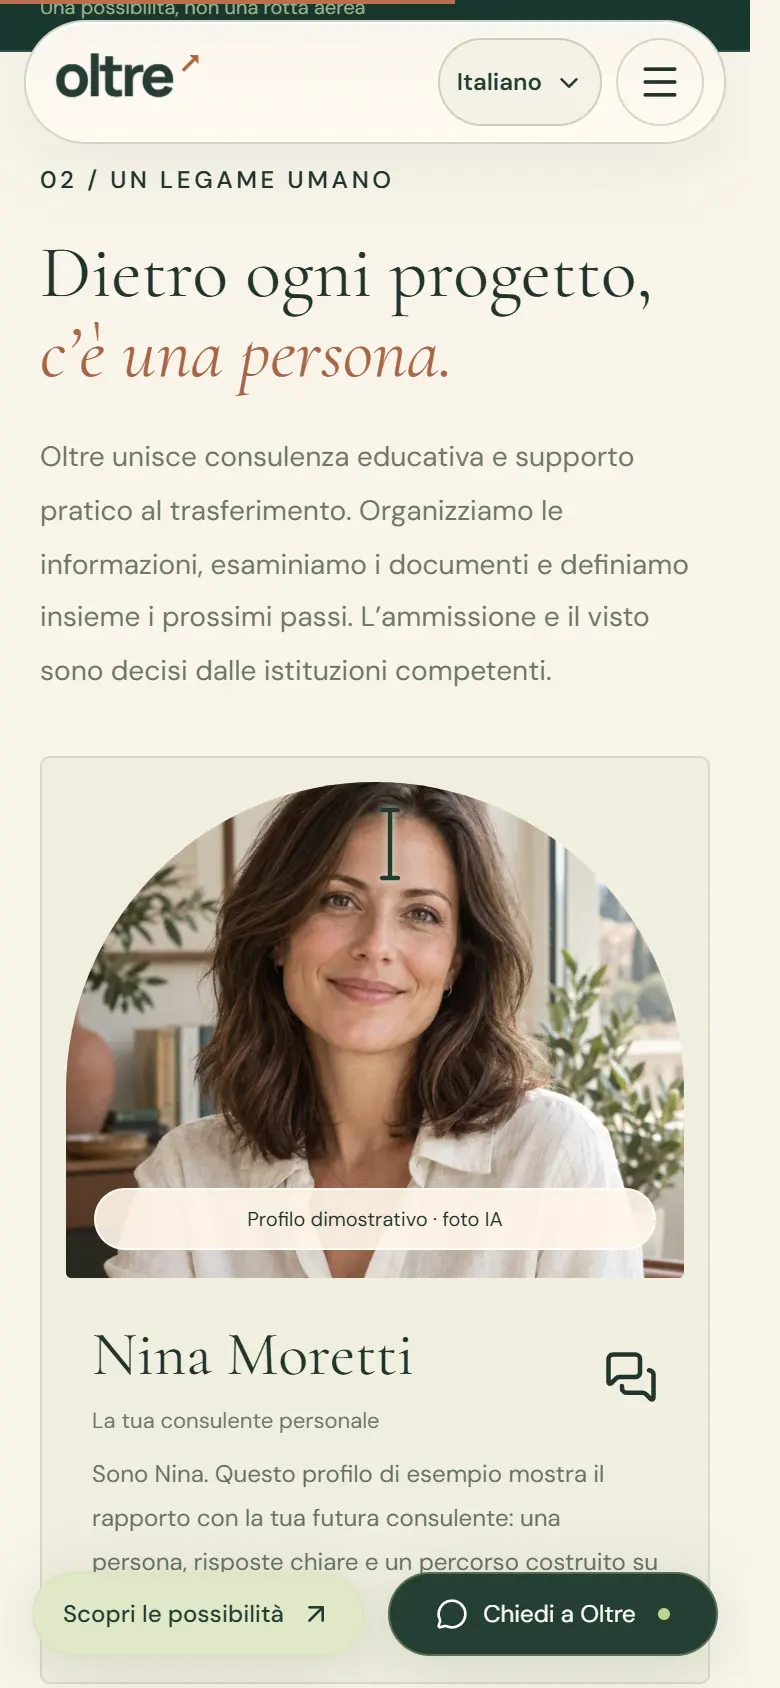 Una possibilità, non una rotta aerea
oltre
Italiano
02 / UN LEGAME UMANO
Dietro ogni progetto,
c’è una persona.
Oltre unisce consulenza educativa e supporto
pratico al trasferimento. Organizziamo le
informazioni, esaminiamo i documenti e definiamo
insieme i prossimi passi. L’ammissione e il visto
sono decisi dalle istituzioni competenti.
Profilo dimostrativo · foto IA
Nina Moretti
La tua consulente personale
Sono Nina. Questo profilo di esempio mostra il
rapporto con la tua futura consulente: una
persona, risposte chiare e un percorso costruito su
Scopri le possibilità
Chiedi a Oltre